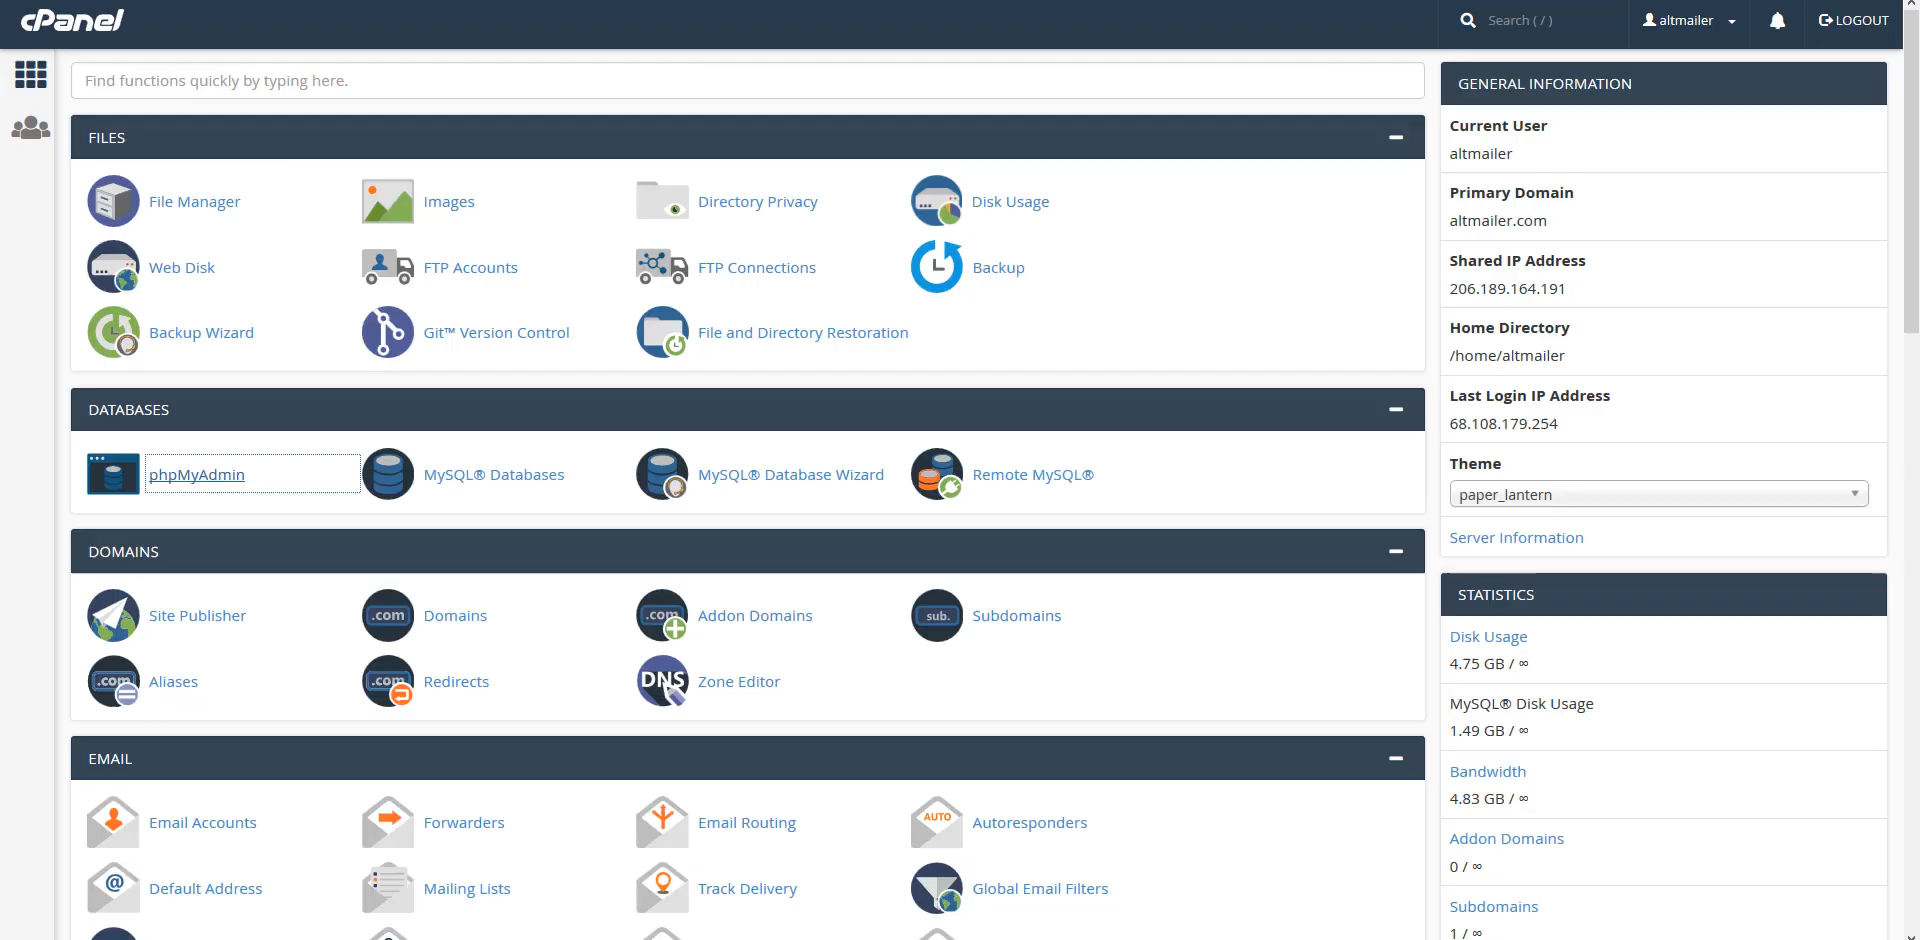 cPanel
Search ( / )
altmailer
LOGOUT
Find functions quickly by typing here.
FILES
File Manager
Images
Directory Privacy
Disk Usage
Web Disk
FTP Accounts
FTP Connections
Backup
Backup Wizard
Git™ Version Control
File and Directory Restoration
DATABASES
phpMyAdmin
MySQL® Databases
MySQL® Database Wizard
Remote MySQL®
DOMAINS
Site Publisher
.com
Domains
.com
Addon Domains
sub.
Subdomains
.com
Aliases
.com
Redirects
DNS
Zone Editor
EMAIL
Email Accounts
Forwarders
Email Routing
AUTO
Autoresponders
@
Default Address
Mailing Lists
Track Delivery
Global Email Filters
GENERAL INFORMATION
Current User
altmailer
Primary Domain
altmailer.com
Shared IP Address
206.189.164.191
Home Directory
/home/altmailer
Last Login IP Address
68.108.179.254
Theme
paper_lantern
Server Information
STATISTICS
Disk Usage
4.75 GB / ∞
MySQL® Disk Usage
1.49 GB / ∞
Bandwidth
4.83 GB / ∞
Addon Domains
0 / ∞
Subdomains
1 / ∞